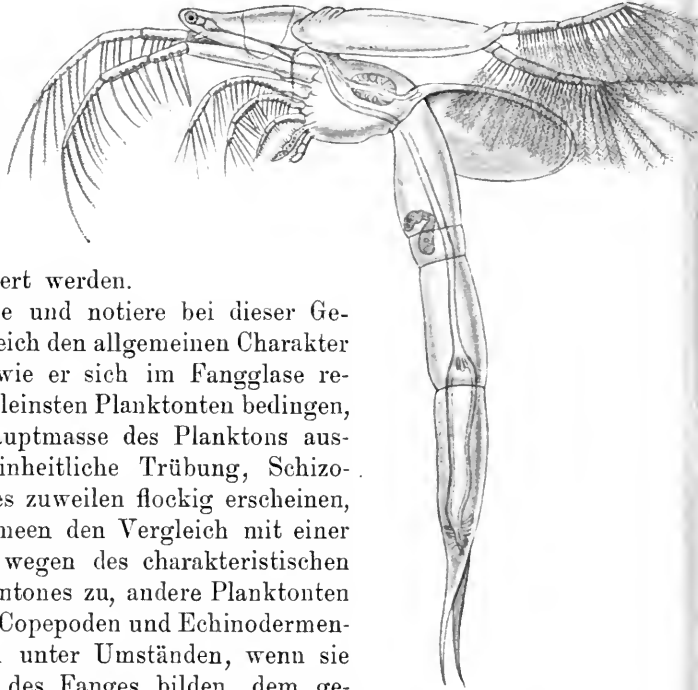 ert werden.
e und notiere bei dieser Ge-
eich den allgemeinen Charakter
wie er sich im Fangglase re-
leinsten Planktonten bedingen,
auptmasse des Planktons aus-
inheitliche Trübung, Schizo-
es zuweilen flockig erscheinen,
neen den Vergleich mit einer
wegen des charakteristischen
ntones zu, andere Planktonten
Copepoden und Echinodermen-
unter Umständen, wenn sie
des Fanges bilden, dem ge-